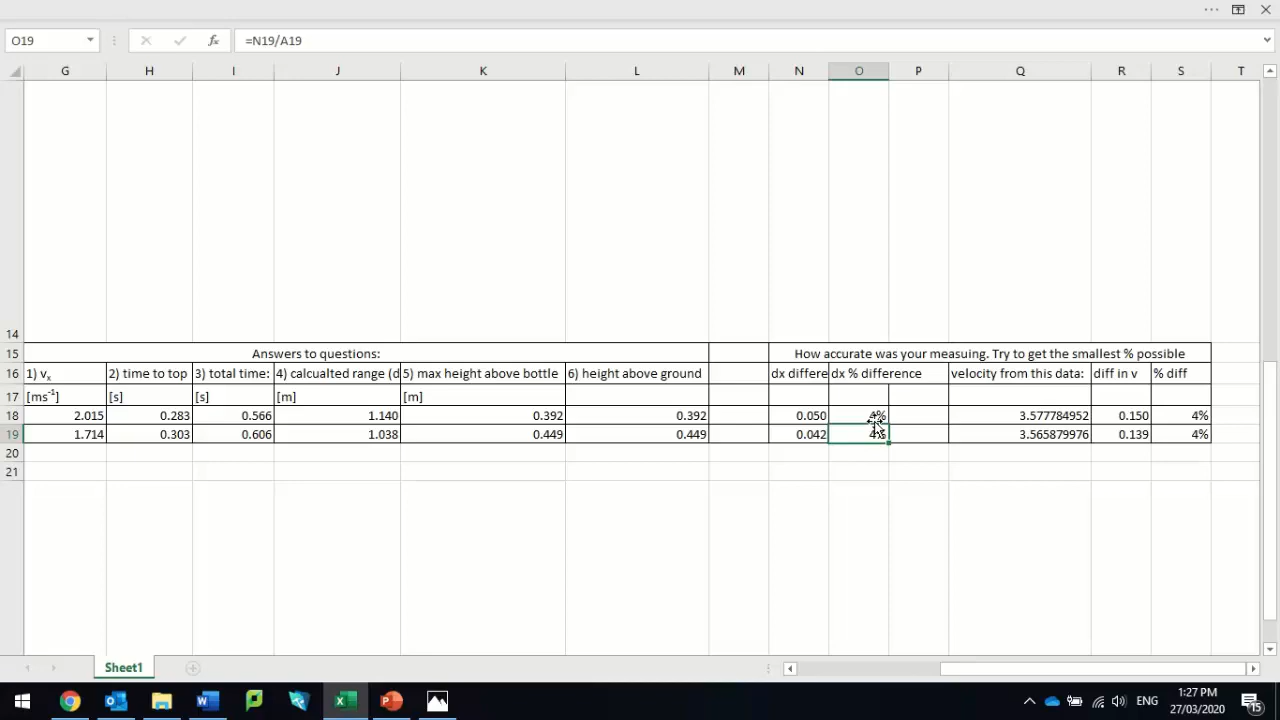 O19 fx =N19/A19
G H I J K L M N O P Q R S T
14
15 Answers to questions: How accurate was your measuing. Try to get the smallest % possible
16 1) vx 2) time to top 3) total time: 4) calcualted range (d 5) max height above bottle 6) height above ground dx differe dx % difference velocity from this data: diff in v % diff
17 [ms-1] [s] [s] [m] [m]
18 2.015 0.283 0.566 1.140 0.392 0.392 0.050 4% 3.577784952 0.150 4%
19 1.714 0.303 0.606 1.038 0.449 0.449 0.042 4% 3.565879976 0.139 4%
20
21
Sheet1
ENG
1:27 PM
27/03/2020
15